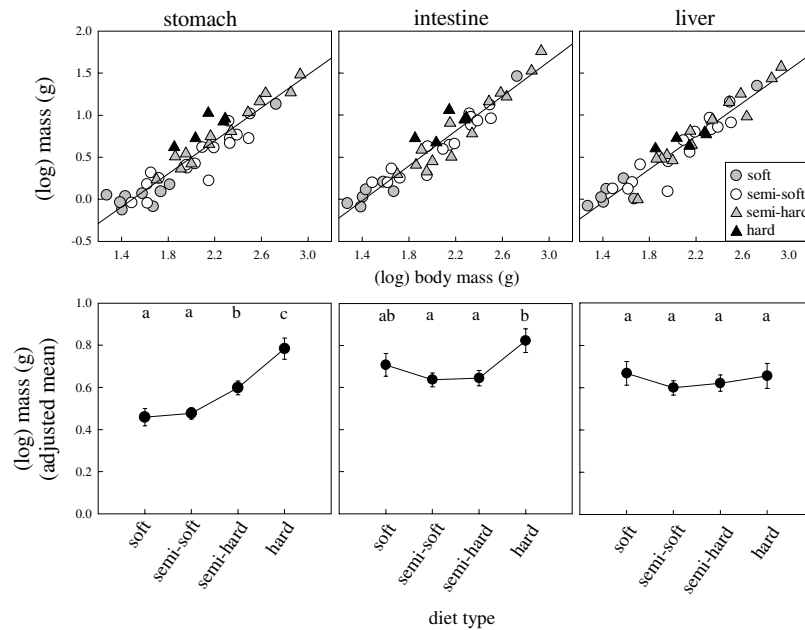 stomach intestine liver
(log) mass (g)
2.0
1.5
1.0
0.5
0.0
0.5
soft
semi-soft
semi-hard
hard
1.4 1.8 2.2 2.6 3.0 1.4 1.8 2.2 2.6 3.0 1.4 1.8 2.2 2.6 3.0
(log) body mass (g)
(log) mass (g)
(adjusted mean)
1.0
0.8
0.6
0.4
0.2
0.0
a a b c ab a a b a a a a
soft semi-soft semi-hard hard soft semi-soft semi-hard hard soft semi-soft semi-hard hard
diet type